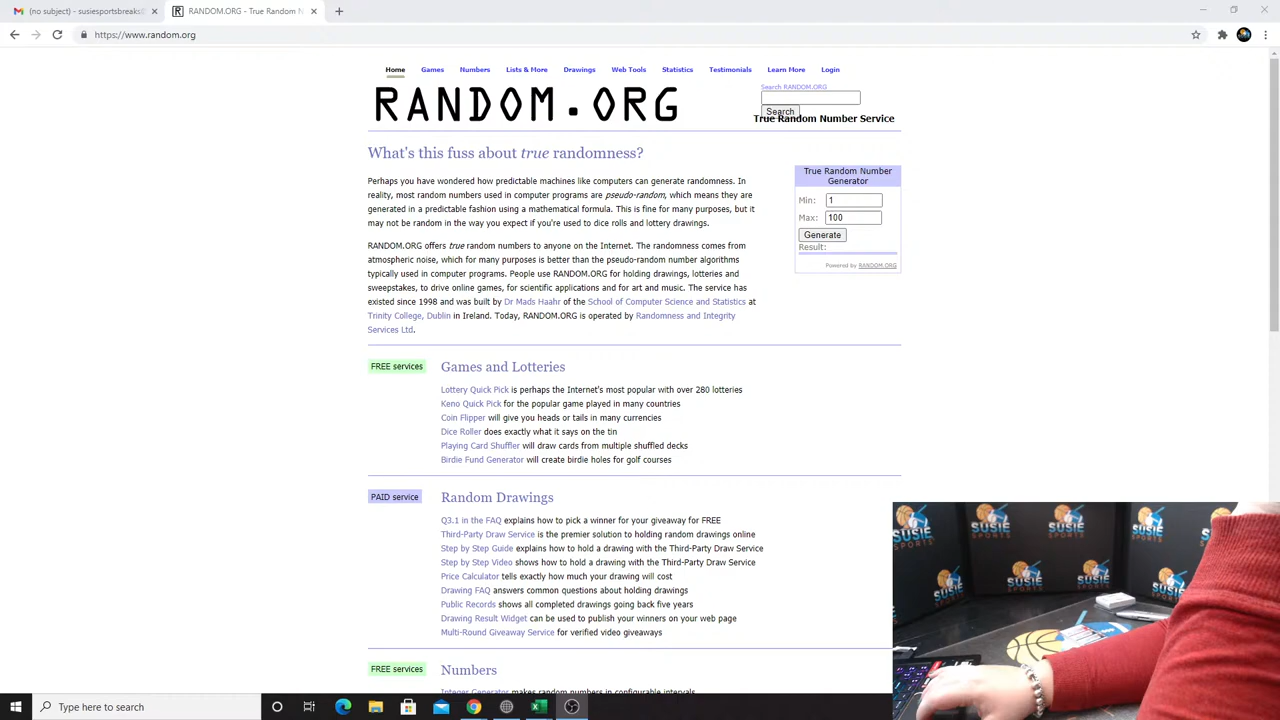 (no subject) - susiesportsbreaks@
RANDOM.ORG - True Random N
https://www.random.org
Home Games Numbers Lists & More Drawings Web Tools Statistics Testimonials Learn More Login
Search RANDOM.ORG
RANDOM.ORG
Search
True Random Number Service
What's this fuss about true randomness?
Perhaps you have wondered how predictable machines like computers can generate randomness. In
reality, most random numbers used in computer programs are pseudo-random, which means they are
generated in a predictable fashion using a mathematical formula. This is fine for many purposes, but it
may not be random in the way you expect if you're used to dice rolls and lottery drawings.
RANDOM.ORG offers true random numbers to anyone on the Internet. The randomness comes from
atmospheric noise, which for many purposes is better than the pseudo-random number algorithms
typically used in computer programs. People use RANDOM.ORG for holding drawings, lotteries and
sweepstakes, to drive online games, for scientific applications and for art and music. The service has
existed since 1998 and was built by Dr Mads Haahr of the School of Computer Science and Statistics at
Trinity College, Dublin in Ireland. Today, RANDOM.ORG is operated by Randomness and Integrity
Services Ltd.
True Random Number
Generator
Min: 1
Max: 100
Generate
Result:
Powered by RANDOM.ORG
FREE services
Games and Lotteries
Lottery Quick Pick is perhaps the Internet's most popular with over 280 lotteries
Keno Quick Pick for the popular game played in many countries
Coin Flipper will give you heads or tails in many currencies
Dice Roller does exactly what it says on the tin
Playing Card Shuffler will draw cards from multiple shuffled decks
Birdie Fund Generator will create birdie holes for golf courses
PAID service
Random Drawings
Q3.1 in the FAQ explains how to pick a winner for your giveaway for FREE
Third-Party Draw Service is the premier solution to holding random drawings online
Step by Step Guide explains how to hold a drawing with the Third-Party Draw Service
Step by Step Video shows how to hold a drawing with the Third-Party Draw Service
Price Calculator tells exactly how much your drawing will cost
Drawing FAQ answers common questions about holding drawings
Public Records shows all completed drawings going back five years
Drawing Result Widget can be used to publish your winners on your web page
Multi-Round Giveaway Service for verified video giveaways
FREE services
Numbers
Integer Generator makes random numbers in configurable intervals
SUSIE
SPORTS
Type here to search